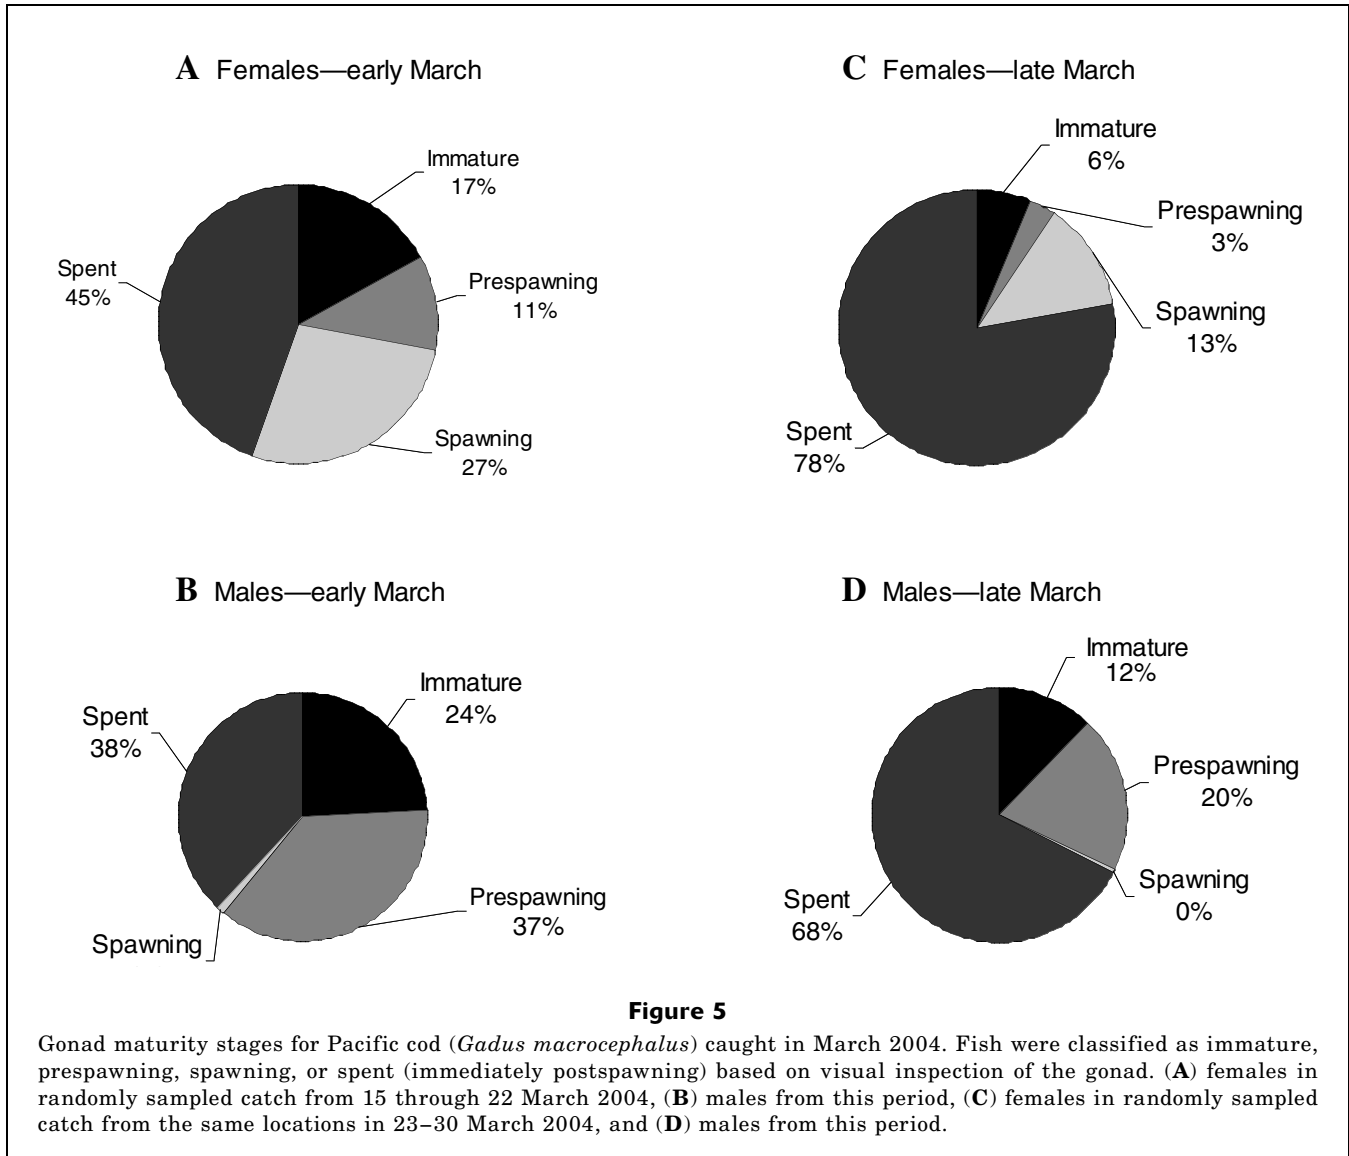 A Females—early March
Immature
17%
Prespawning
11%
Spawning
27%
Spent
45%
C Females—late March
Immature
6%
Prespawning
3%
Spawning
13%
Spent
78%
B Males—early March
Immature
24%
Prespawning
37%
Spawning
Spent
38%
D Males—late March
Immature
12%
Prespawning
20%
Spawning
0%
Spent
68%
Figure 5
Gonad maturity stages for Pacific cod (Gadus macrocephalus) caught in March 2004. Fish were classified as immature,
prespawning, spawning, or spent (immediately postspawning) based on visual inspection of the gonad. (A) females in
randomly sampled catch from 15 through 22 March 2004, (B) males from this period, (C) females in randomly sampled
catch from the same locations in 23–30 March 2004, and (D) males from this period.